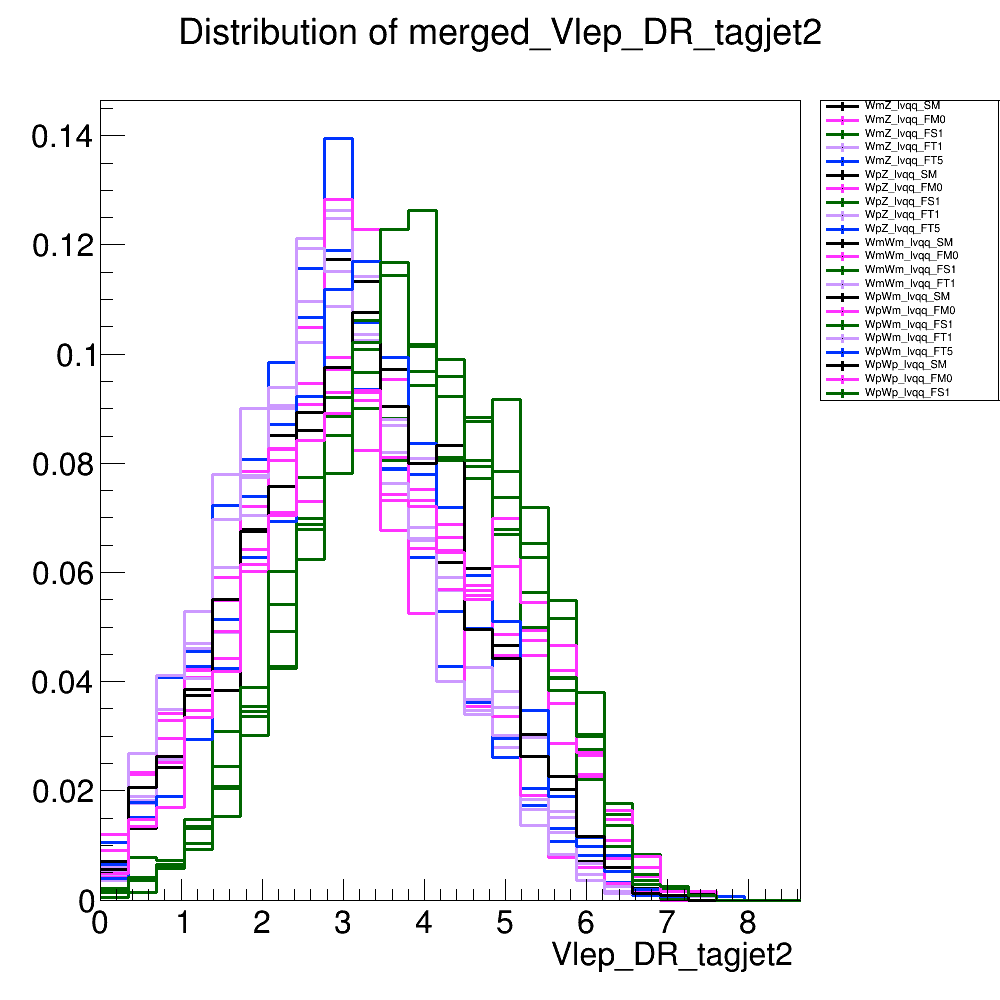 Distribution of merged_Vlep_DR_tagjet2
WmZ_lvqq_SM
WmZ_lvqq_FM0
WmZ_lvqq_FS1
WmZ_lvqq_FT1
WmZ_lvqq_FT5
WpZ_lvqq_SM
WpZ_lvqq_FM0
WpZ_lvqq_FS1
WpZ_lvqq_FT1
WpZ_lvqq_FT5
WmWm_lvqq_SM
WmWm_lvqq_FM0
WmWm_lvqq_FS1
WmWm_lvqq_FT1
WpWm_lvqq_SM
WpWm_lvqq_FM0
WpWm_lvqq_FS1
WpWm_lvqq_FT1
WpWm_lvqq_FT5
WpWp_lvqq_SM
WpWp_lvqq_FM0
WpWp_lvqq_FS1
0.14
0.12
0.1
0.08
0.06
0.04
0.02
0
0 1 2 3 4 5 6 7 8
Vlep_DR_tagjet2